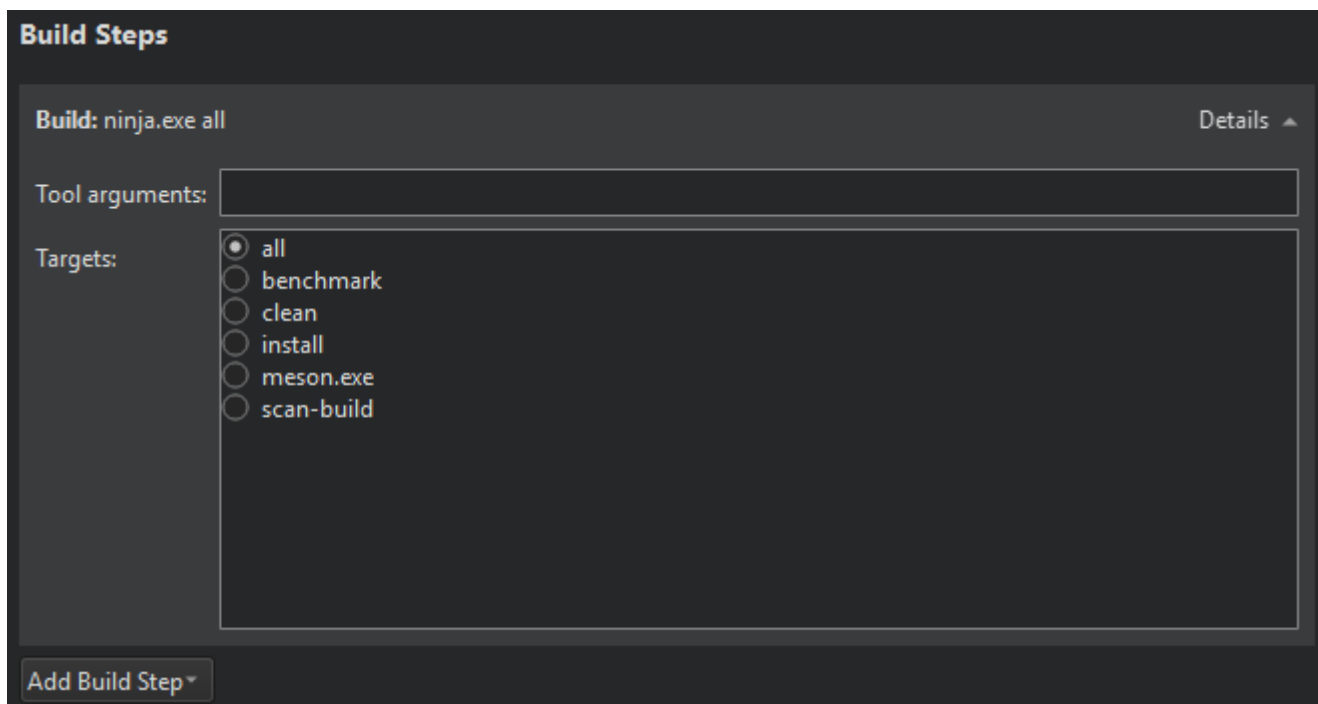 Build Steps
Build: ninja.exe all
Details
Tool arguments:
Targets:
all
benchmark
clean
install
meson.exe
scan-build
Add Build Step